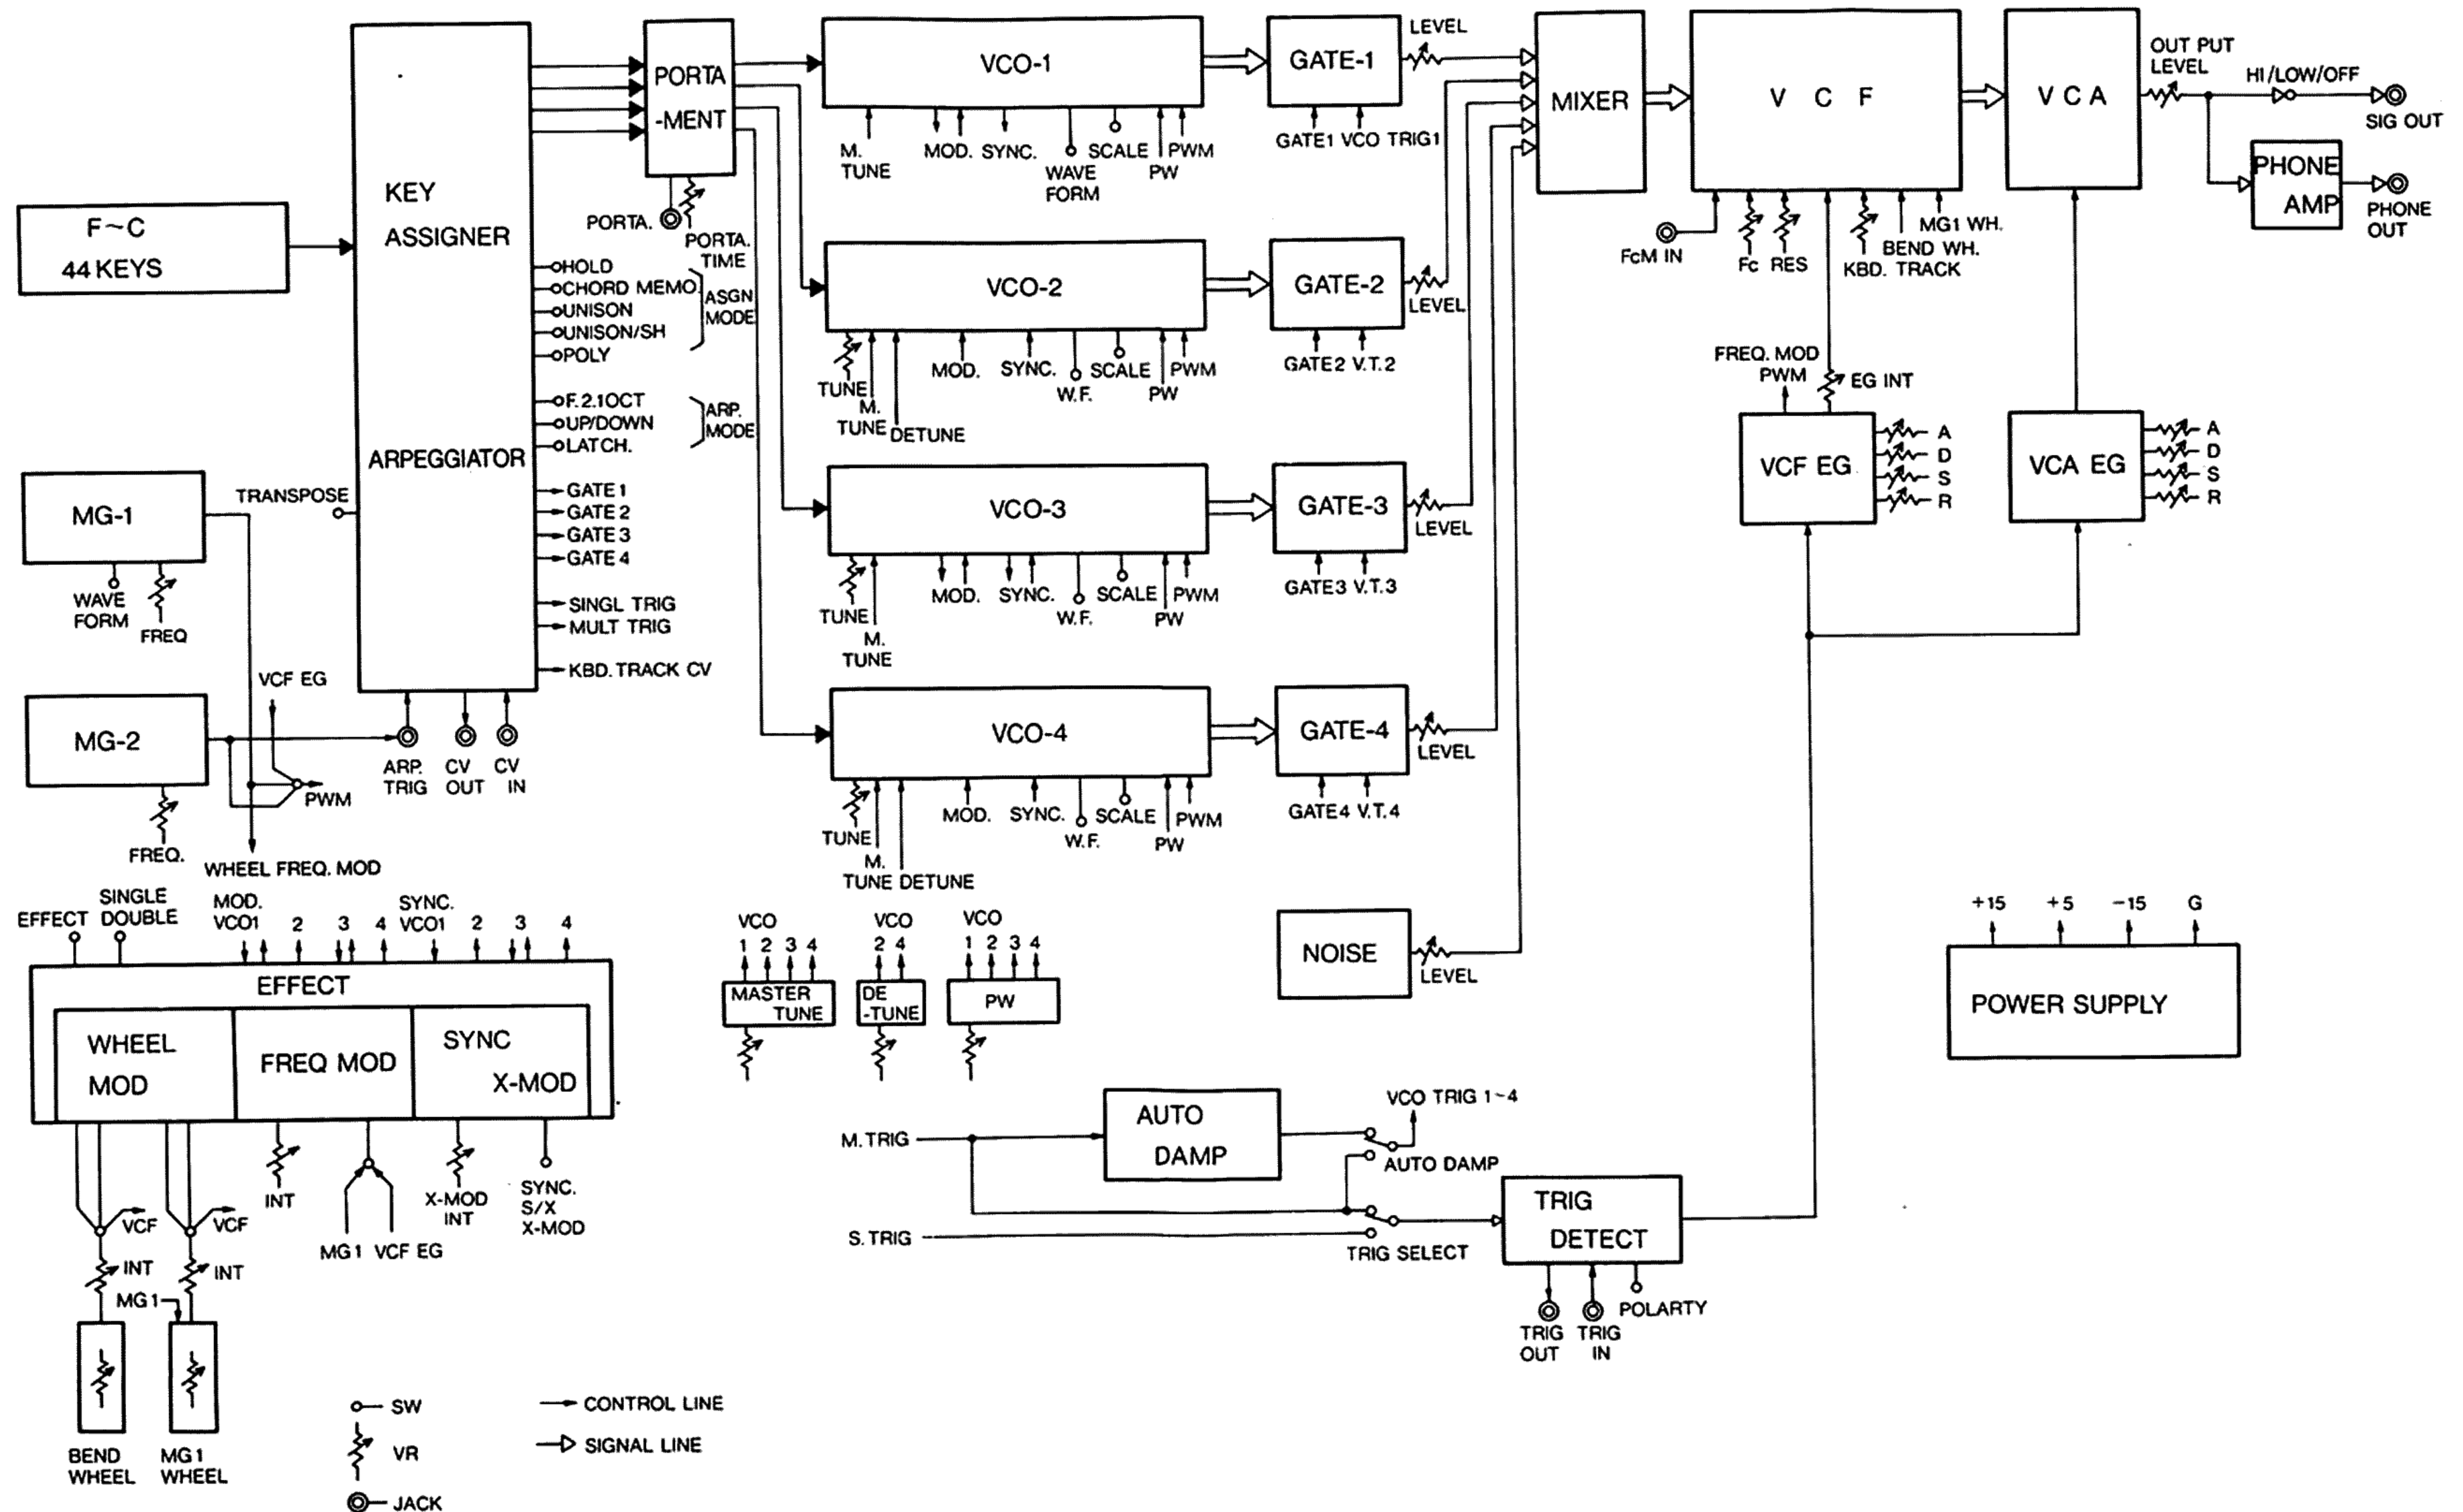 F~C
44 KEYS
KEY
ASSIGNER
ARPEGGIATOR
TRANSPOSE
HOLD
CHORD MEMO.
UNISON
UNISON/SH
POLY
ASGN
MODE
F.2.1OCT
UP/DOWN
LATCH.
ARP.
MODE
GATE 1
GATE 2
GATE 3
GATE 4
SINGL TRIG
MULT TRIG
KBD. TRACK CV
ARP.
TRIG
CV
OUT
CV
IN
PORTA
-MENT
PORTA.
PORTA.
TIME
VCO-1
M.
TUNE
MOD.
SYNC.
WAVE
FORM
SCALE
PW
PWM
GATE-1
LEVEL
GATE1 VCO TRIG1
VCO-2
TUNE
M.
TUNE
DETUNE
MOD.
SYNC.
W.F.
SCALE
PW
PWM
GATE-2
LEVEL
GATE2 V.T.2
VCO-3
TUNE
M.
TUNE
MOD.
SYNC.
W.F.
SCALE
PW
PWM
GATE-3
LEVEL
GATE3 V.T.3
VCO-4
TUNE
M.
TUNE DETUNE
MOD.
SYNC.
W.F.
SCALE
PW
PWM
GATE-4
LEVEL
GATE4 V.T.4
NOISE
LEVEL
MIXER
V C F
FcM IN
Fc RES
KBD. TRACK
BEND WH.
MG1 WH.
V C A
OUT PUT
LEVEL
HI/LOW/OFF
SIG OUT
PHONE
AMP
PHONE
OUT
FREQ. MOD
PWM
EG INT
VCF EG
A
D
S
R
VCA EG
A
D
S
R
MG-1
WAVE
FORM
FREQ
MG-2
FREQ.
VCF EG
PWM
WHEEL FREQ. MOD
EFFECT
SINGLE
DOUBLE
MOD.
VCO1 2 3 4
SYNC.
VCO1 2 3 4
EFFECT
WHEEL
MOD
FREQ MOD
SYNC
X-MOD
VCF
VCF
INT
INT
MG1
INT
MG1 VCF EG
X-MOD
INT
SYNC.
S/X
X-MOD
BEND
WHEEL
MG1
WHEEL
VCO
1 2 3 4
MASTER
TUNE
VCO
2 4
DE
-TUNE
VCO
1 2 3 4
PW
M. TRIG
S. TRIG
AUTO
DAMP
VCO TRIG 1~4
AUTO DAMP
TRIG SELECT
TRIG
DETECT
TRIG
OUT
TRIG
IN
POLARTY
+15 +5 -15 G
POWER SUPPLY
SW
VR
JACK
CONTROL LINE
SIGNAL LINE